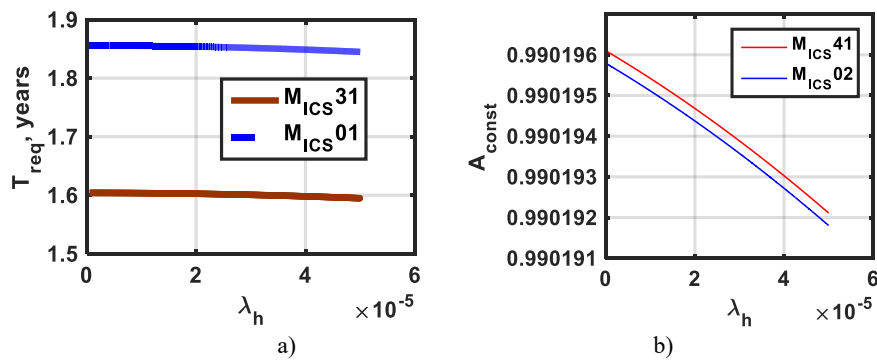 1.9
1.8
1.7
1.6
1.5
T_req, years
M_ICS31
M_ICS01
0 2 4 6
λ_h ×10^-5
a)
A
0.990196
0.990195
0.990194
0.990193
0.990192
0.990191
A_const
M_ICS41
M_ICS02
0 2 4 6
λ_h ×10^-5
b)